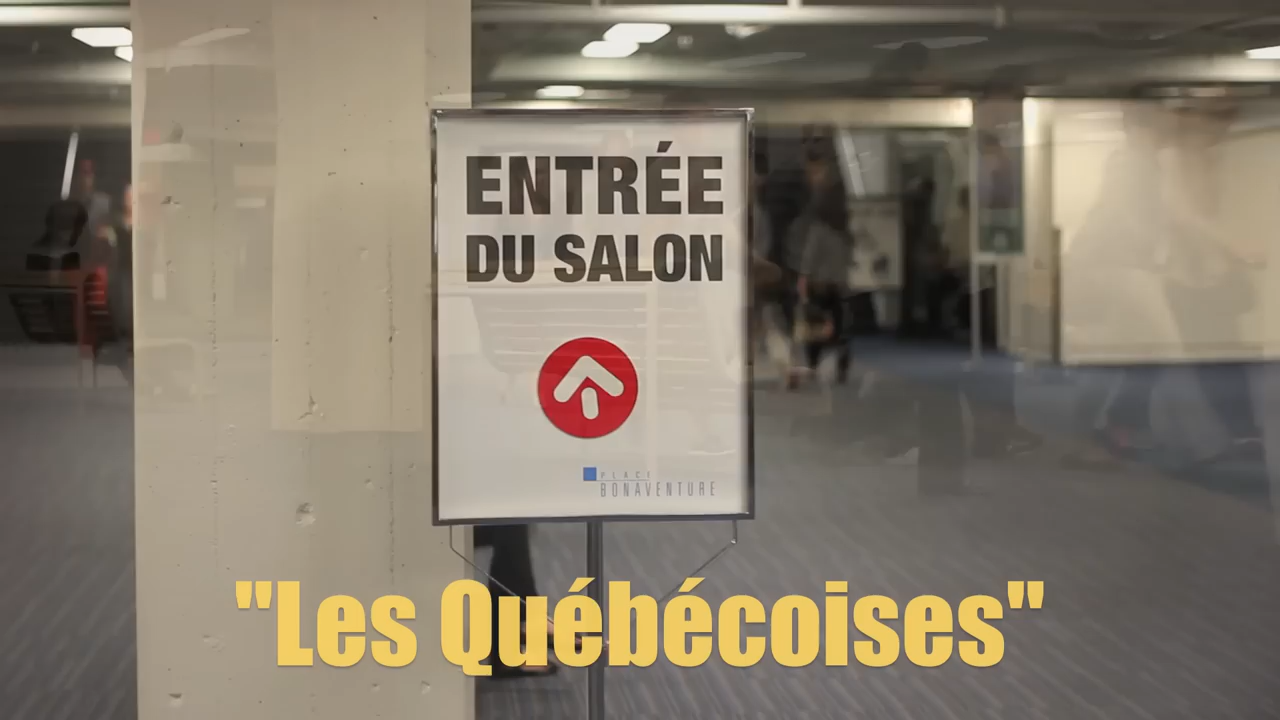 ENTRÉE
DU SALON
PLACE
BONAVENTURE
"Les Québécoises"